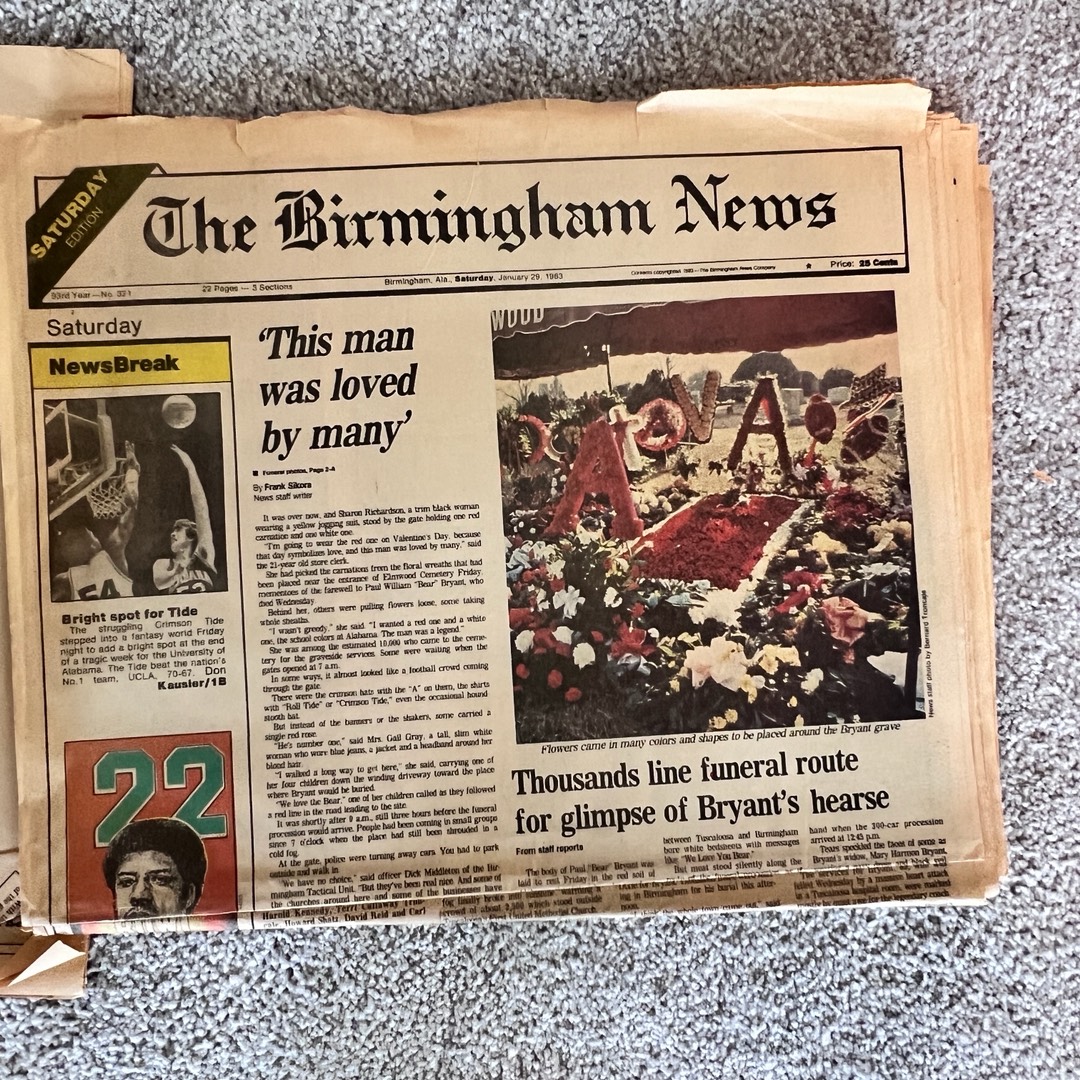 SATURDAY
EDITION
The Birmingham News
93rd Year — No. 331
22 Pages — 3 Sections
Birmingham, Ala., Saturday, January 29, 1983
Contents copyrighted 1983 — The Birmingham News Company
Price: 25 Cents
Saturday
NewsBreak
54
Bright spot for Tide
The struggling Crimson Tide
stepped into a fantasy world Friday
night to add a bright spot at the end
of a tragic week for the University of
Alabama. The Tide beat the nation's
No.1 team, UCLA, 70-67. Don
Kausler/1B
22
'This man
was loved
by many'
■ Funeral photos, Page 2-A
By Frank Sikora
News staff writer
It was over now, and Sharon Richardson, a trim black woman
wearing a yellow jogging suit, stood by the gate holding one red
carnation and one white one.
"I'm going to wear the red one on Valentine's Day, because
that day symbolizes love, and this man was loved by many," said
the 21-year old store clerk.
She had picked the carnations from the floral wreaths that had
been placed near the entrance of Elmwood Cemetery Friday,
mementoes of the farewell to Paul William "Bear" Bryant, who
died Wednesday.
Behind her, others were pulling flowers loose, some taking
whole sheaths.
"I wasn't greedy," she said. "I wanted a red one and a white
one, the school colors at Alabama. The man was a legend."
She was among the estimated 10,000 who came to the ceme-
tery for the graveside services. Some were waiting when the
gates opened at 7 a.m.
In some ways, it almost looked like a football crowd coming
through the gate.
There were the crimson hats with the "A" on them, the shirts
with "Roll Tide" or "Crimson Tide," even the occasional hound
stooth hat.
But instead of the banners or the shakers, some carried a
single red rose.
"He's number one," said Mrs. Gail Gray, a tall, slim white
woman who wore blue jeans, a jacket and a headband around her
blond hair.
"I walked a long way to get here," she said, carrying one of
her four children down the winding driveway toward the place
where Bryant would be buried.
"We love the Bear," one of her children called as they followed
a red line in the road leading to the site.
It was shortly after 9 a.m., still three hours before the funeral
procession would arrive. People had been coming in small groups
since 7 o'clock when the place had still been shrouded in a
cold fog.
At the gate, police were turning away cars. You had to park
outside and walk in.
"We have no choice," said officer Dick Middleton of the Bir-
mingham Tactical Unit. "But they've been real nice. And some of
the churches around here and some of the businesses have
Harold Kennedy,
Howard Shatz, David Reid and Carl
WOOD
A
VA
News staff photo by Bernard Troncale
Flowers came in many colors and shapes to be placed around the Bryant grave
Thousands line funeral route
for glimpse of Bryant's hearse
From staff reports
The body of Paul "Bear" Bryant was
laid to rest Friday in the red soil of
between Tuscaloosa and Birmingham
bore white bedsheets with messages
like "We Love You Bear."
But most stood silently along the
hand when the 300-car procession
arrived at 12:45 p.m.
Tears speckled the faces of some as
Bryant's widow, Mary Harmon Bryant,